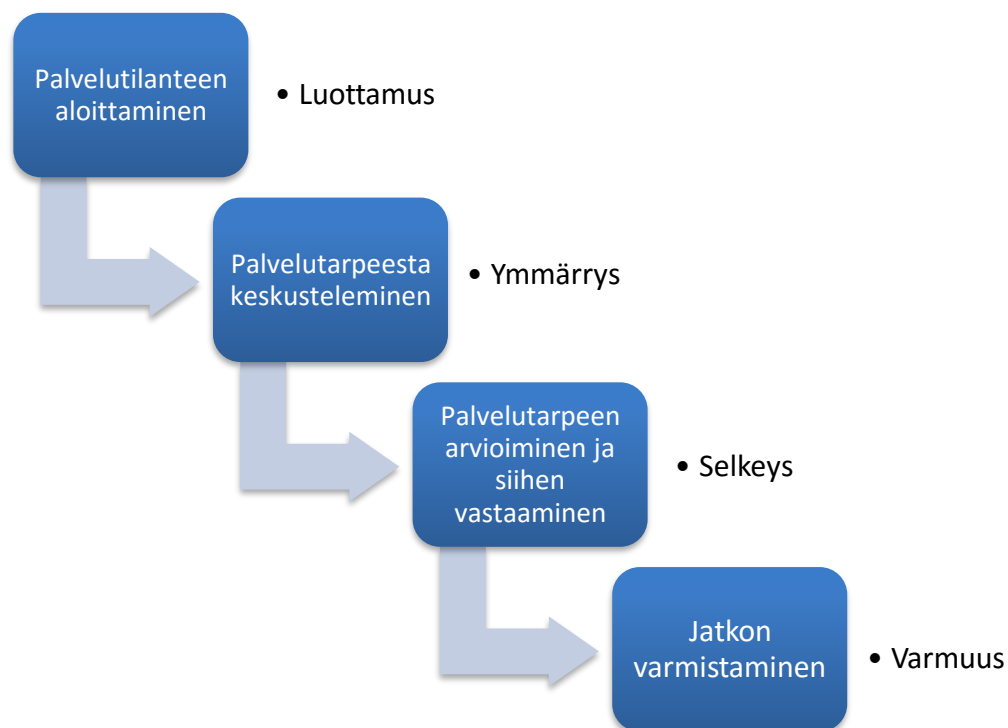 Palvelutilanteen
aloittaminen
• Luottamus
Palvelutarpeesta
keskusteleminen
• Ymmärrys
Palvelutarpeen
arvioiminen ja
siihen
vastaaminen
• Selkeys
Jatkon
varmistaminen
• Varmuus